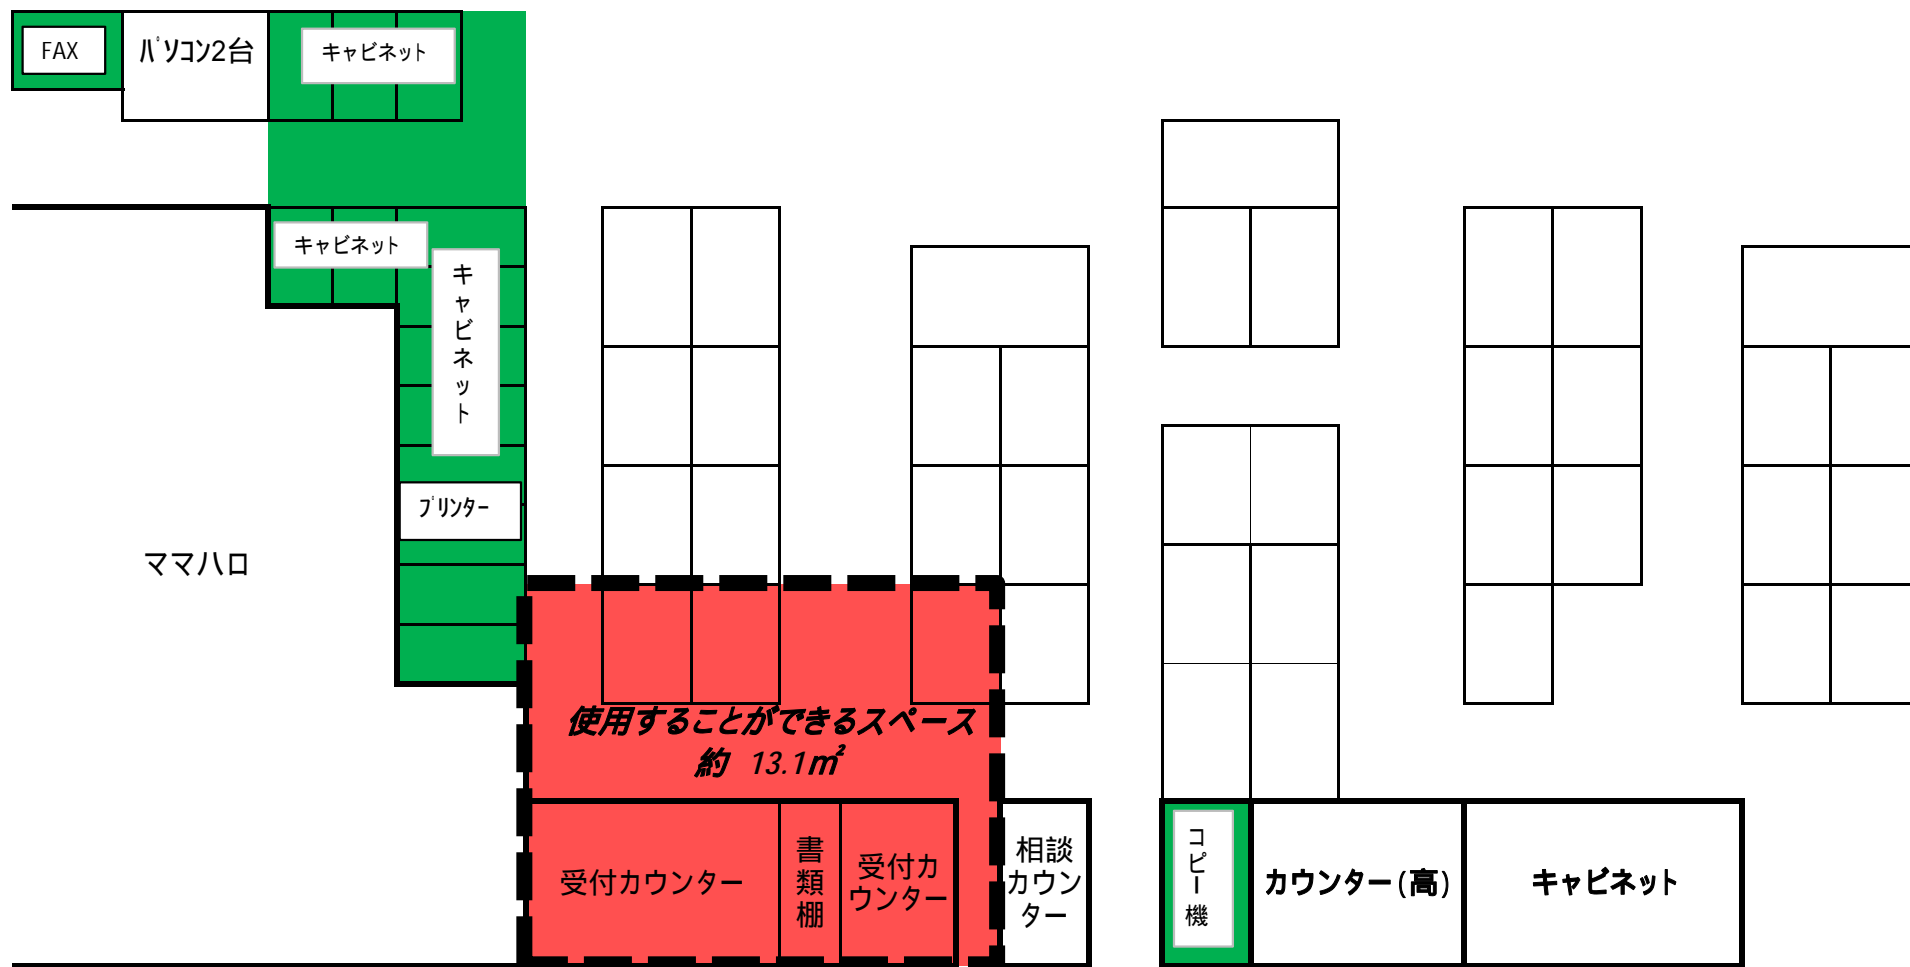 FAX
パソコン2台
キャビネット
キャビネット
キャビネット
プリンター
ママハロ
使用することができるスペース
約 13.1㎡
受付カウンター
書類棚
受付カ
ウンター
相談
カウン
ター
コピー機
カウンター(高)
キャビネット